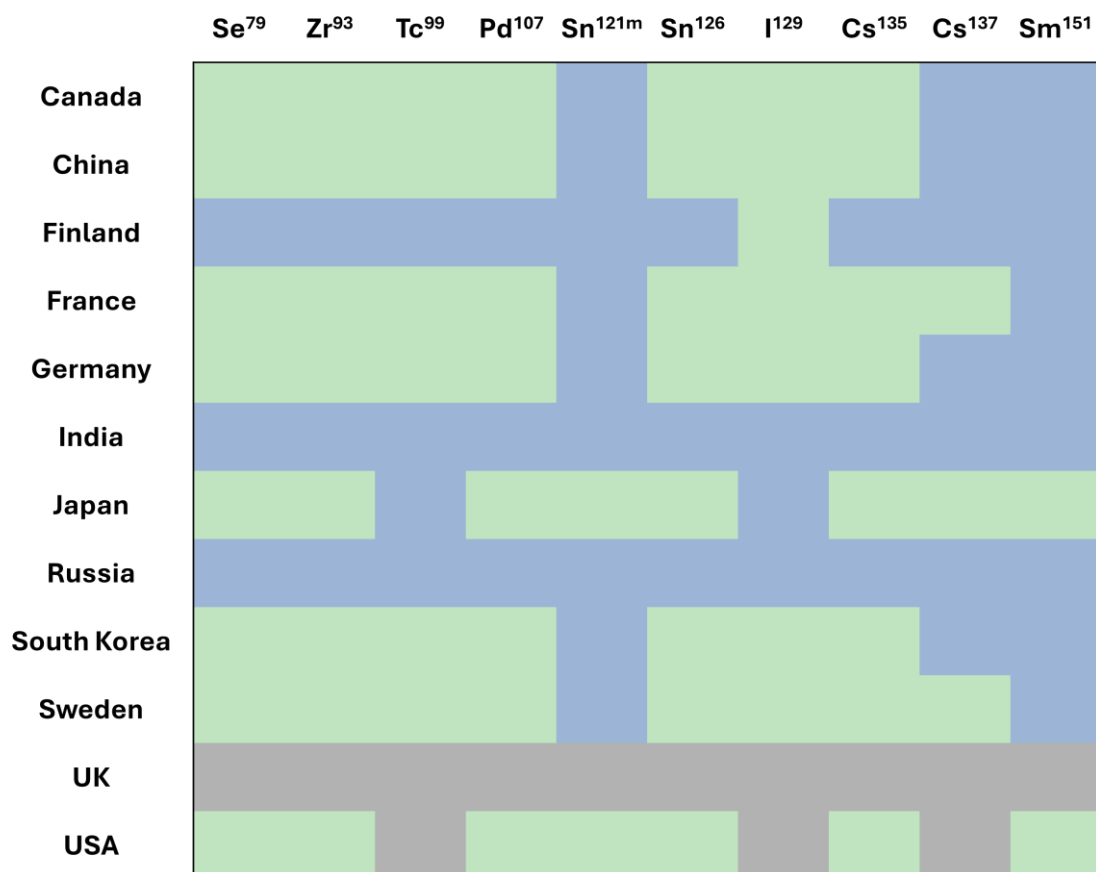 Se⁷⁹ Zr⁹³ Tc⁹⁹ Pd¹⁰⁷ Sn¹²¹ᵐ Sn¹²⁶ I¹²⁹ Cs¹³⁵ Cs¹³⁷ Sm¹⁵¹
Canada
China
Finland
France
Germany
India
Japan
Russia
South Korea
Sweden
UK
USA